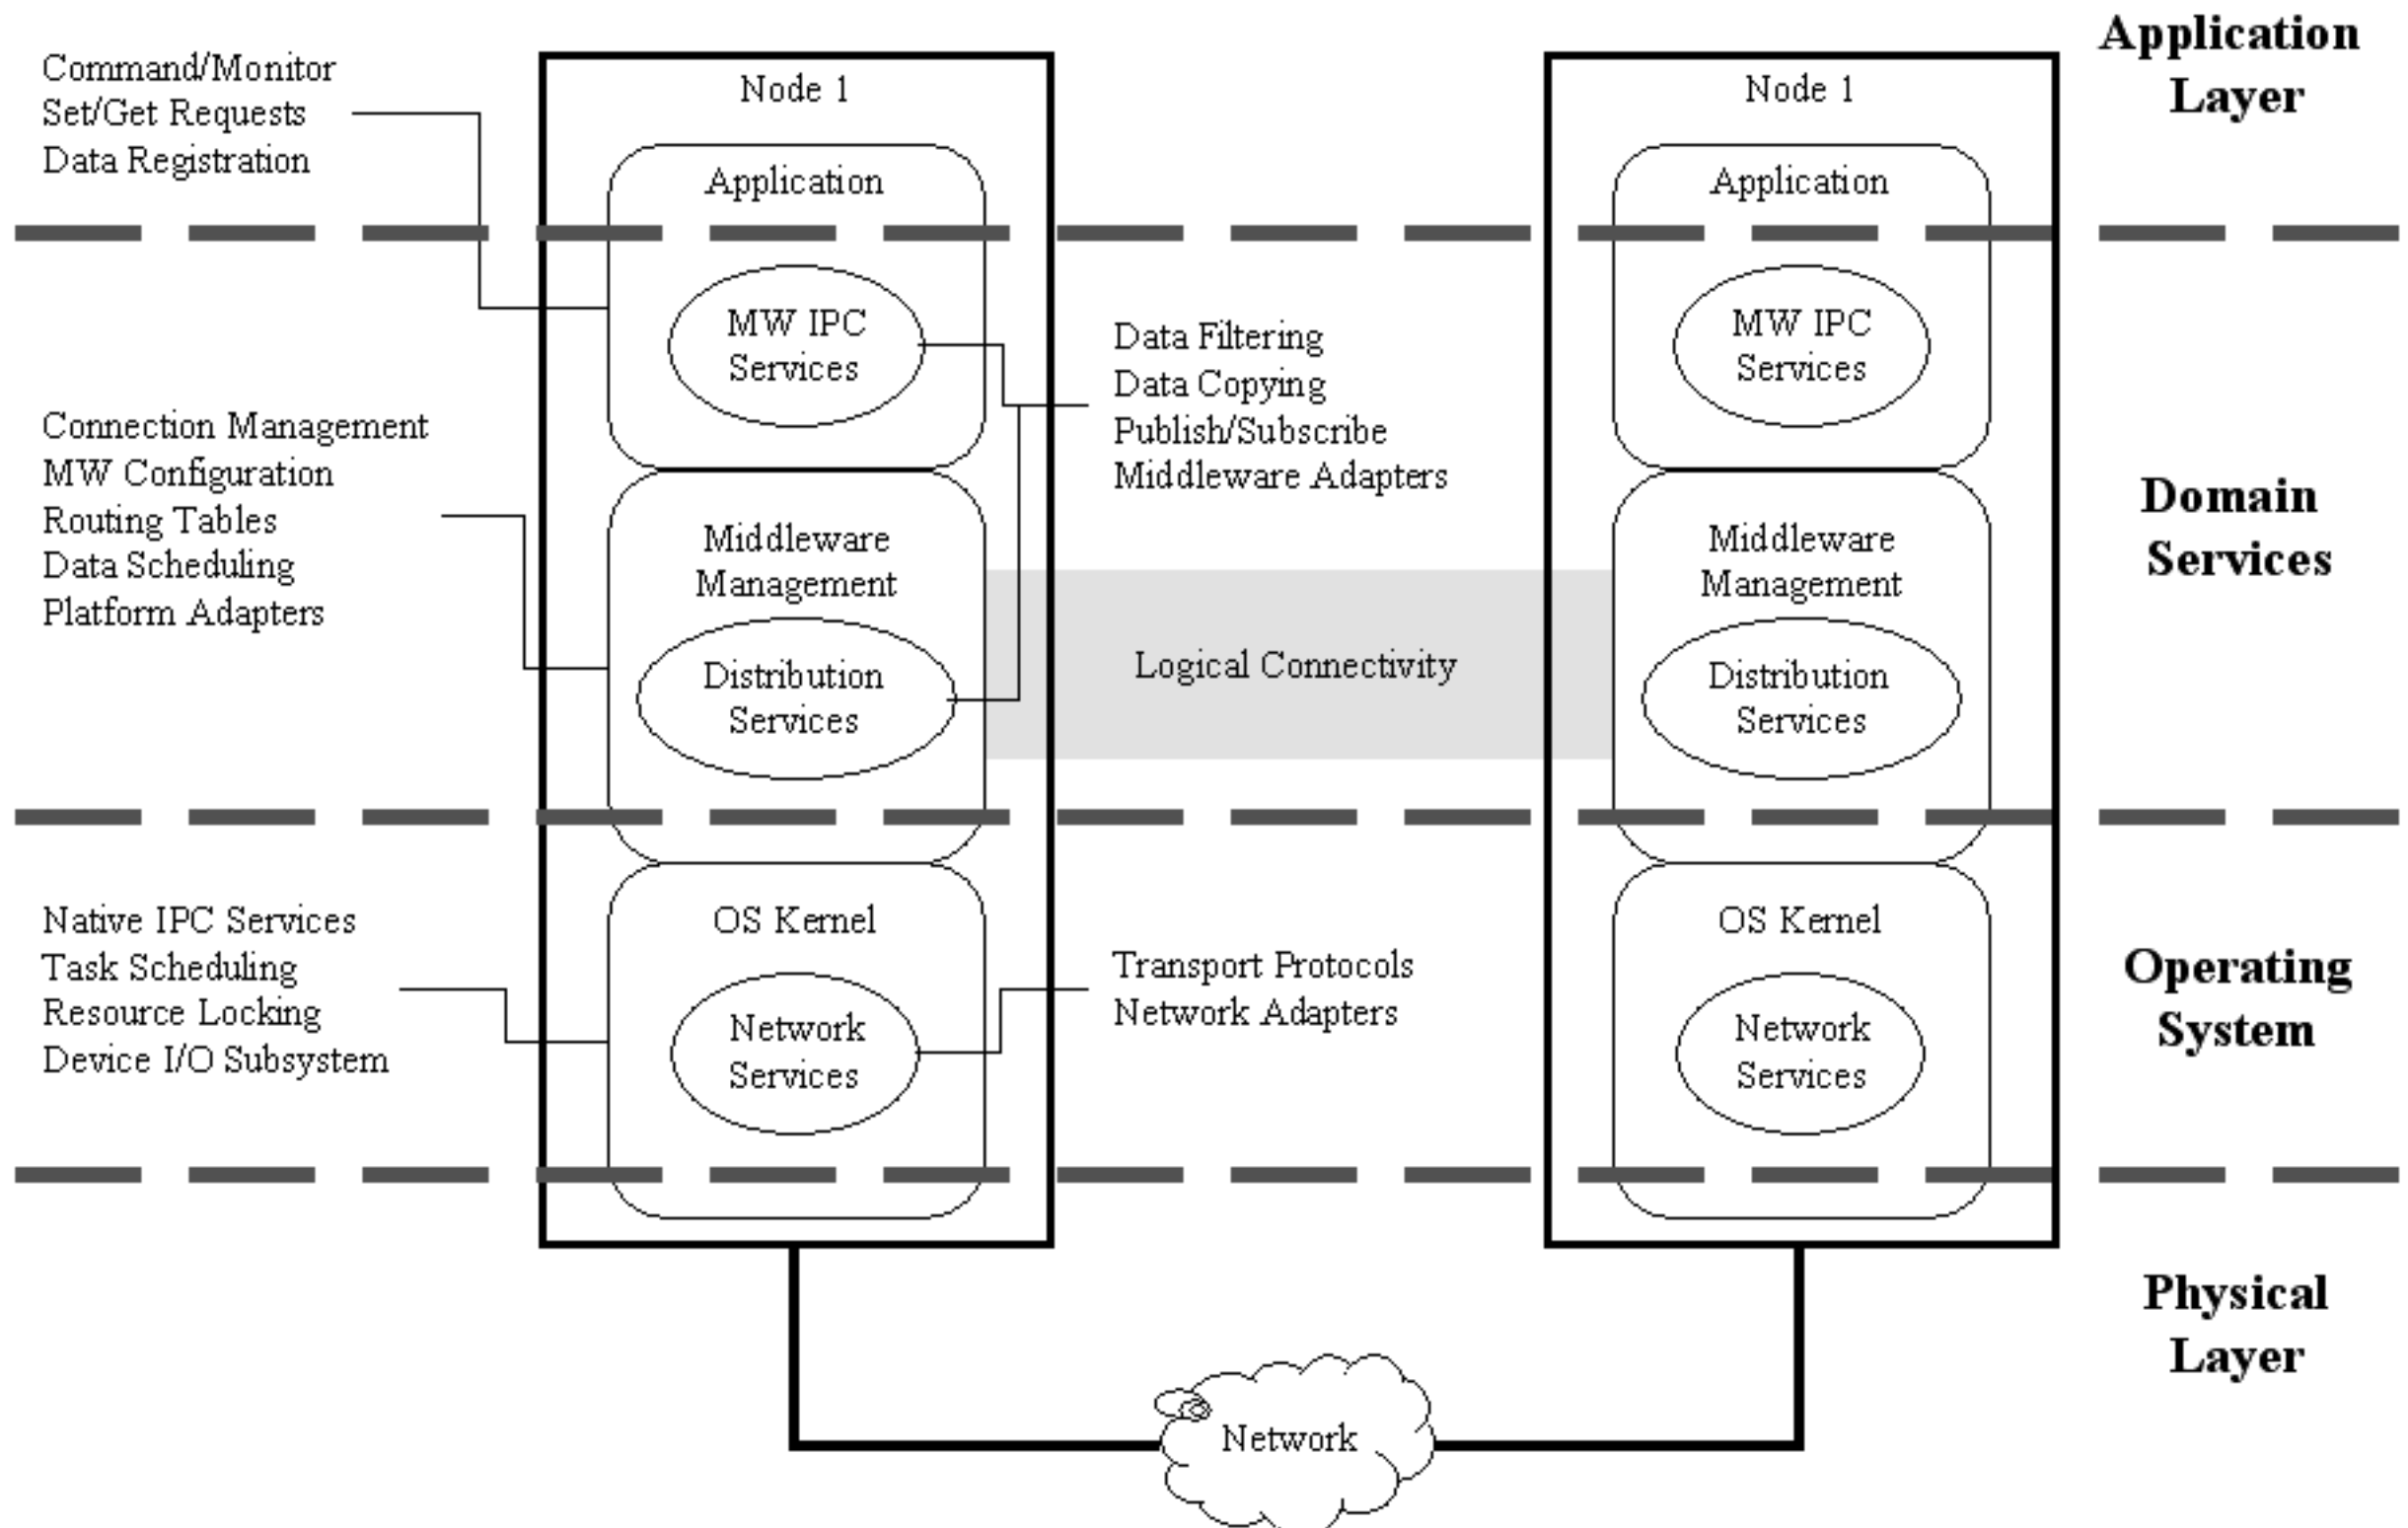 Command/Monitor
Set/Get Requests
Data Registration
Connection Management
MW Configuration
Routing Tables
Data Scheduling
Platform Adapters
Native IPC Services
Task Scheduling
Resource Locking
Device I/O Subsystem
Node 1
Application
MW IPC
Services
Middleware
Management
Distribution
Services
OS Kernel
Network
Services
Data Filtering
Data Copying
Publish/Subscribe
Middleware Adapters
Logical Connectivity
Transport Protocols
Network Adapters
Network
Node 1
Application
MW IPC
Services
Middleware
Management
Distribution
Services
OS Kernel
Network
Services
Application
Layer
Domain
Services
Operating
System
Physical
Layer